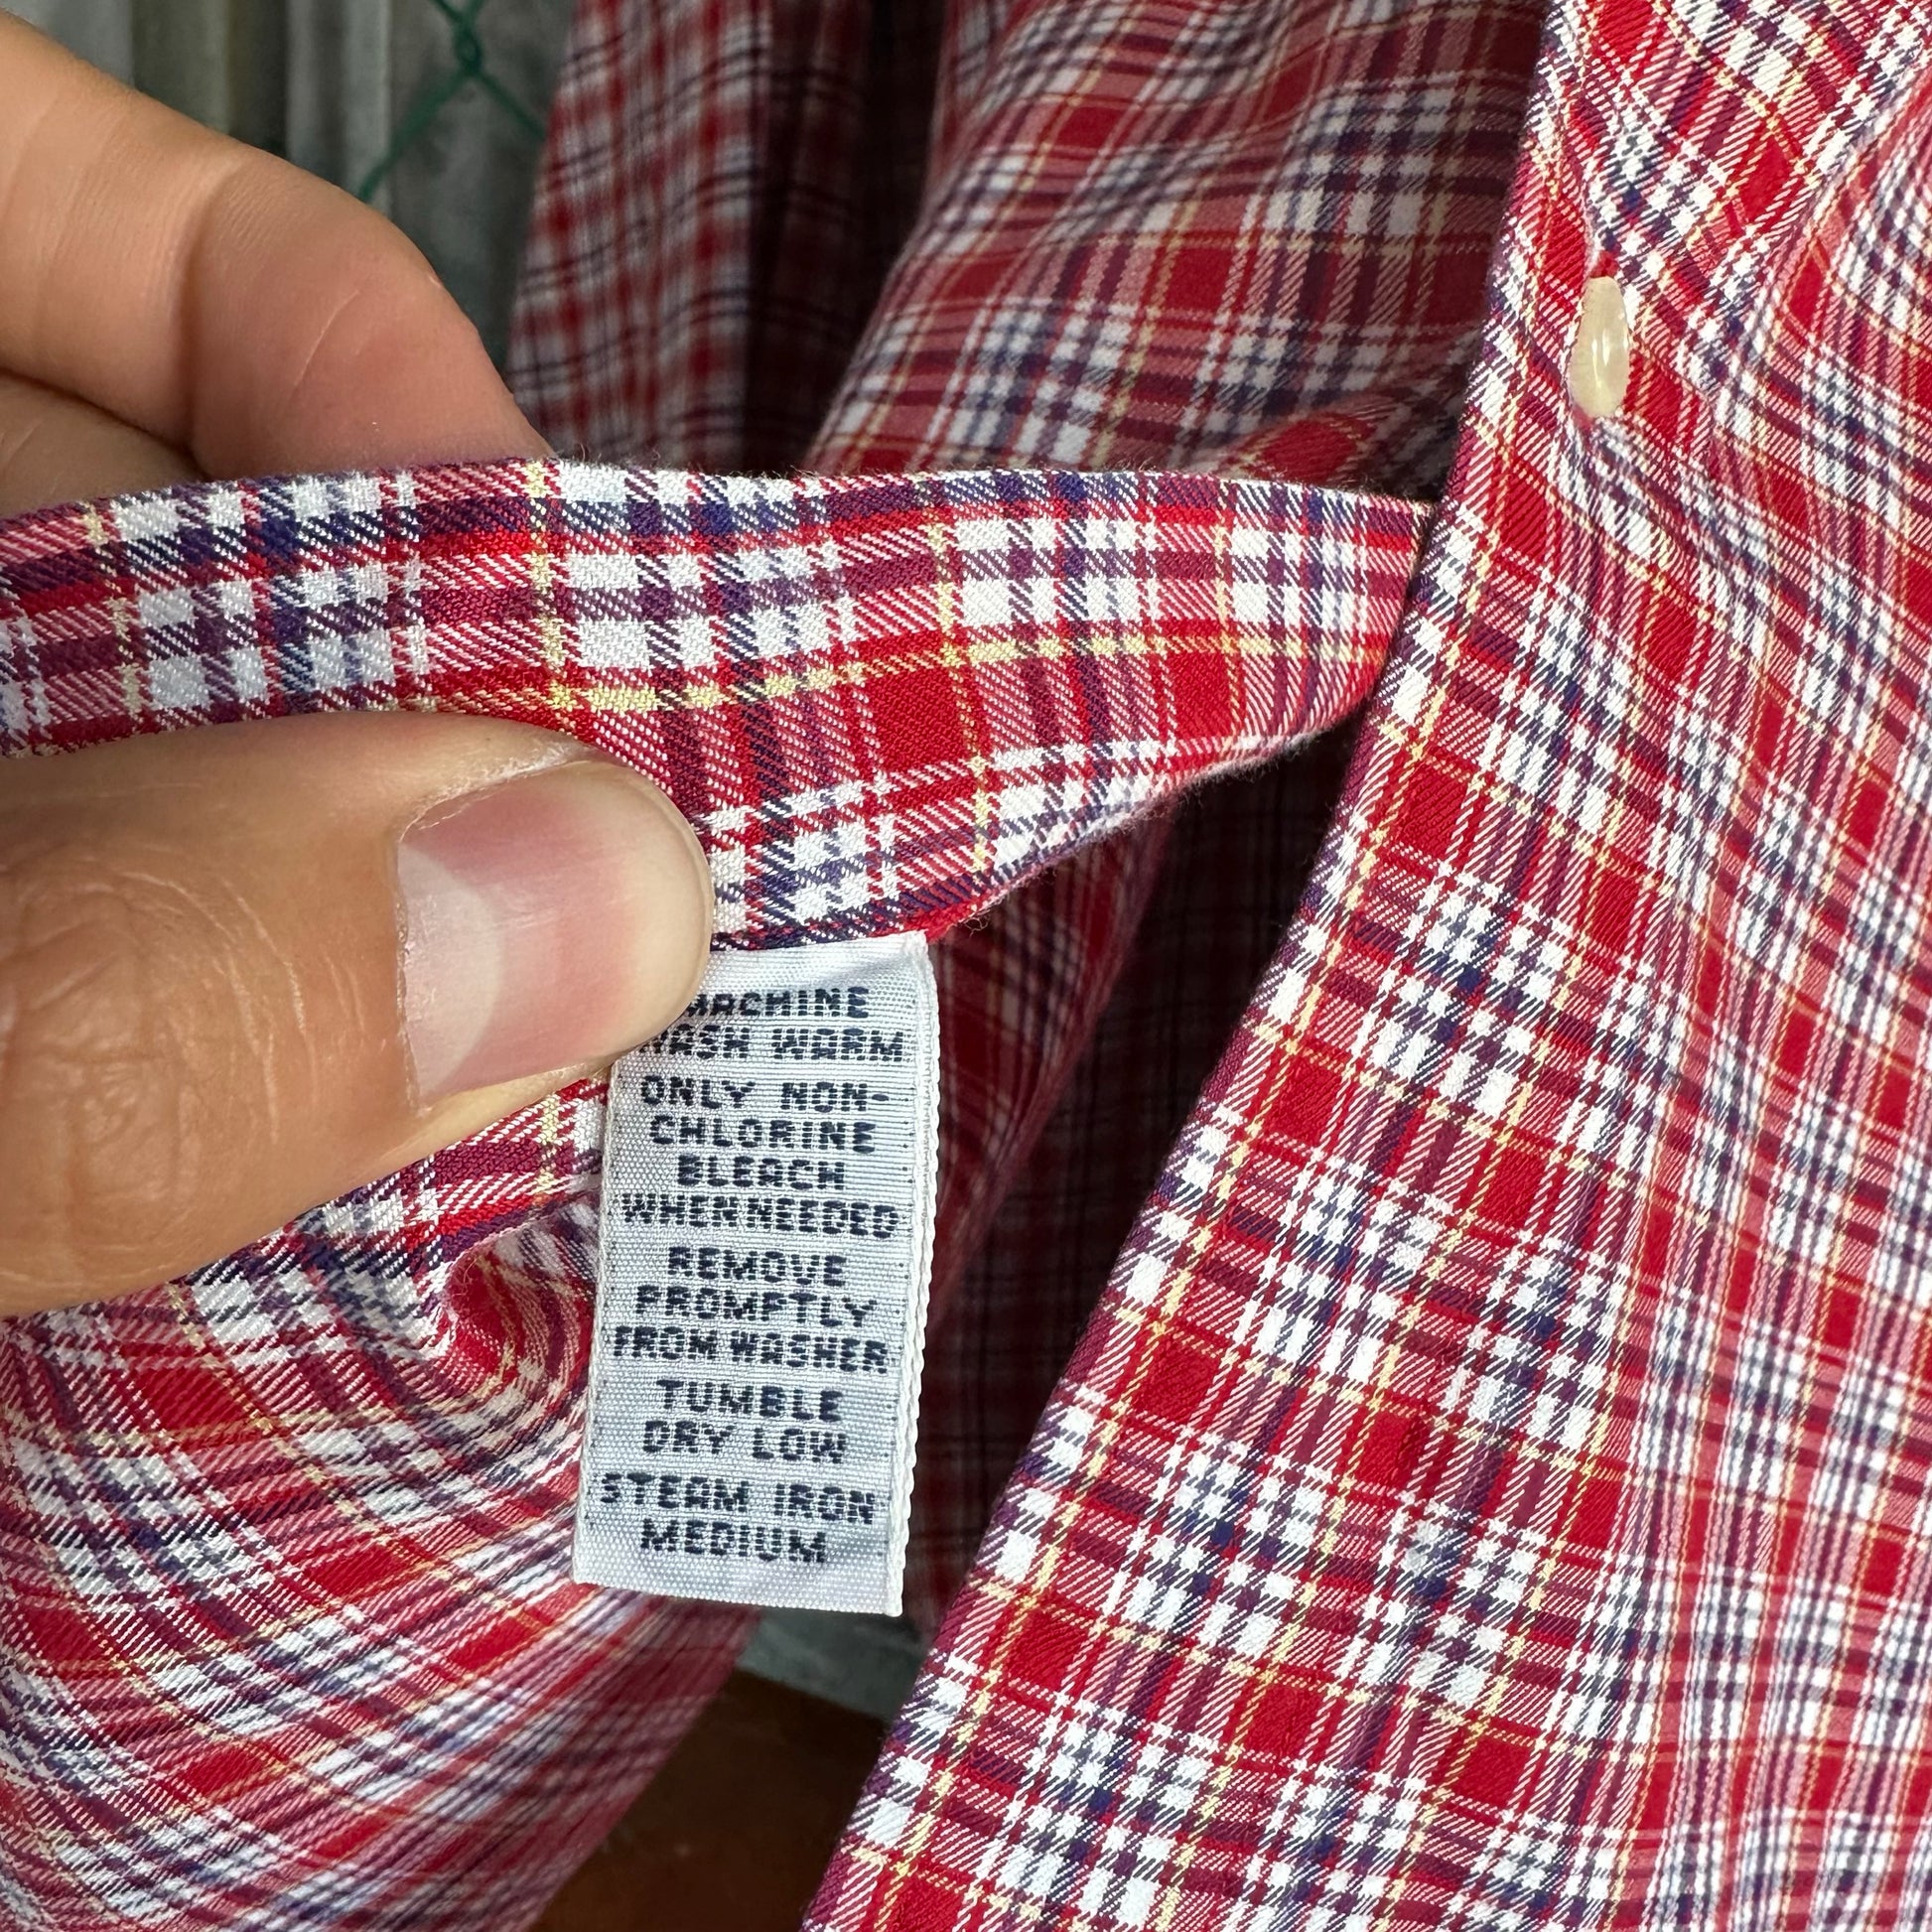 MACHINE
WASH WARM
ONLY NON-
CHLORINE
BLEACH
WHEN NEEDED
REMOVE
PROMPTLY
FROM WASHER
TUMBLE
DRY LOW
STEAM IRON
MEDIUM